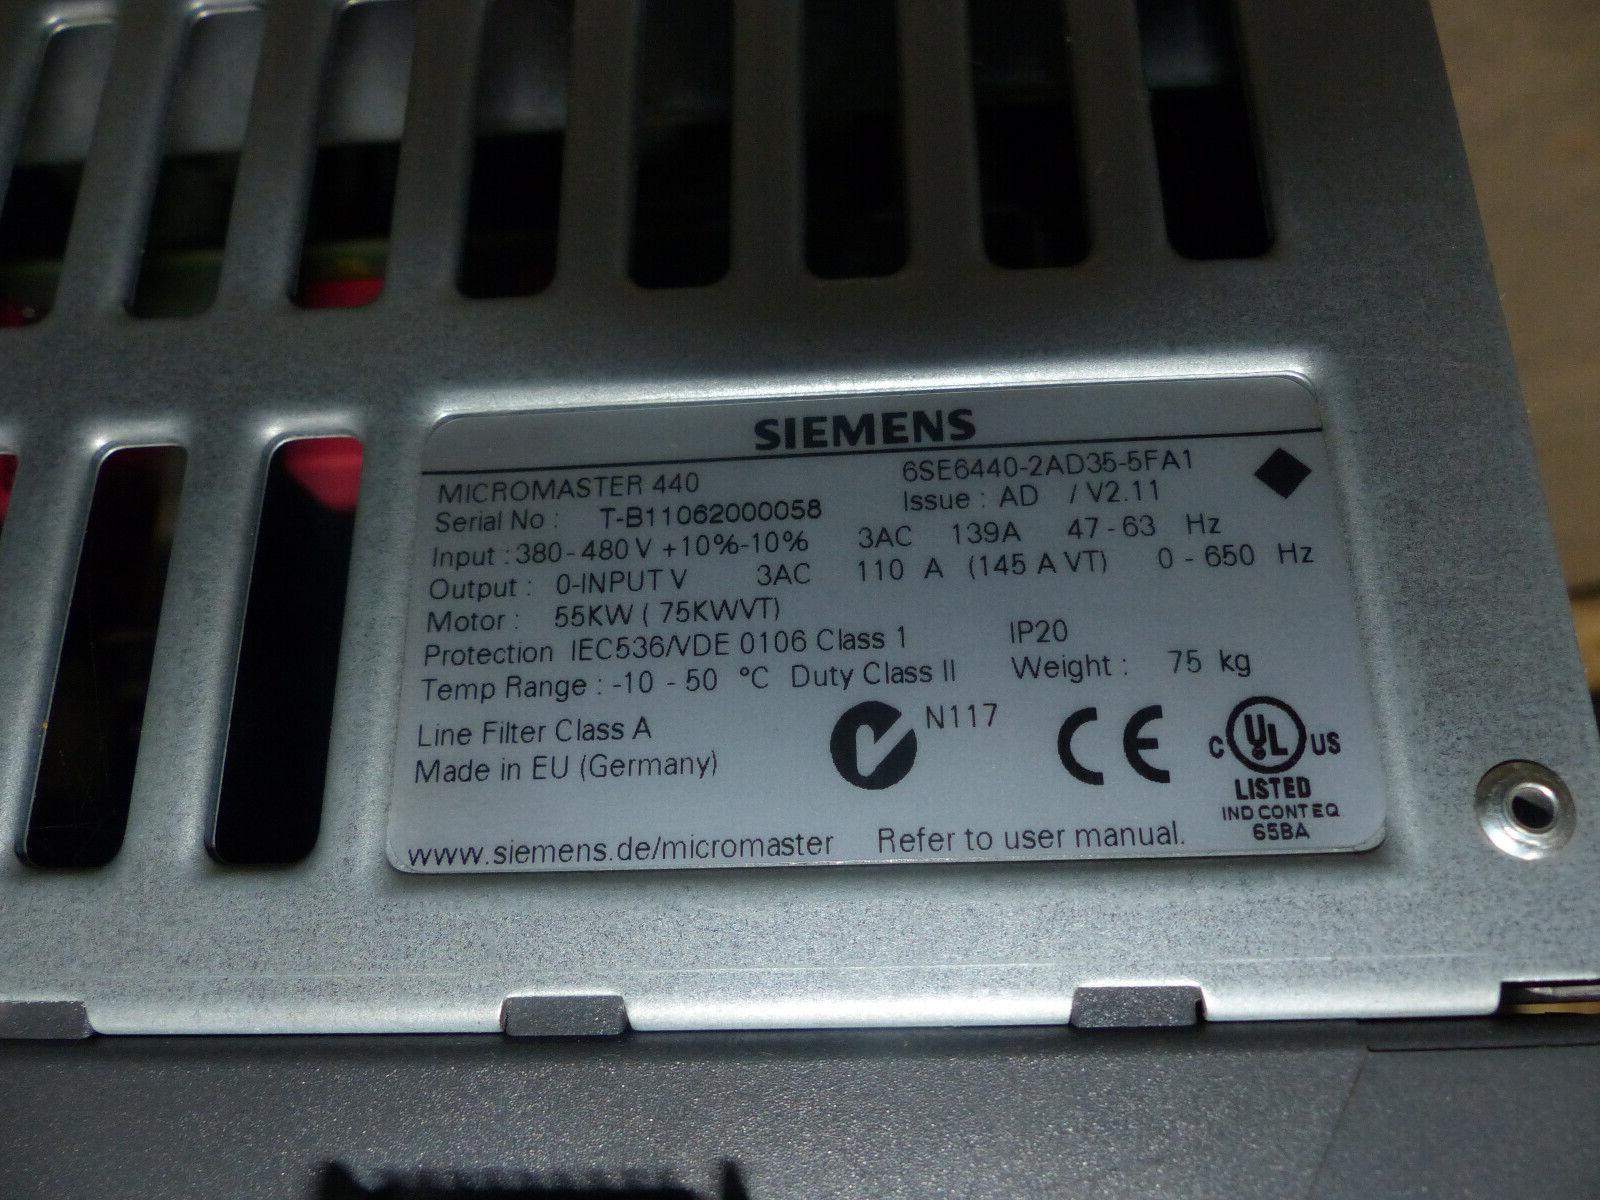 SIEMENS
MICROMASTER 440 6SE6440-2AD35-5FA1
Serial No : T-B11062000058 Issue : AD / V2.11
Input : 380-480V +10%-10% 3AC 139A 47-63 Hz
Output : 0-INPUT V 3AC 110 A (145 A VT) 0 - 650 Hz
Motor : 55KW ( 75KWVT)
Protection IEC536/VDE 0106 Class 1 IP20
Temp Range : -10 - 50 °C Duty Class II Weight : 75 kg
Line Filter Class A
N117
CE
C UL US
Made in EU (Germany)
LISTED
IND CONT EQ
65BA
www.siemens.de/micromaster Refer to user manual.